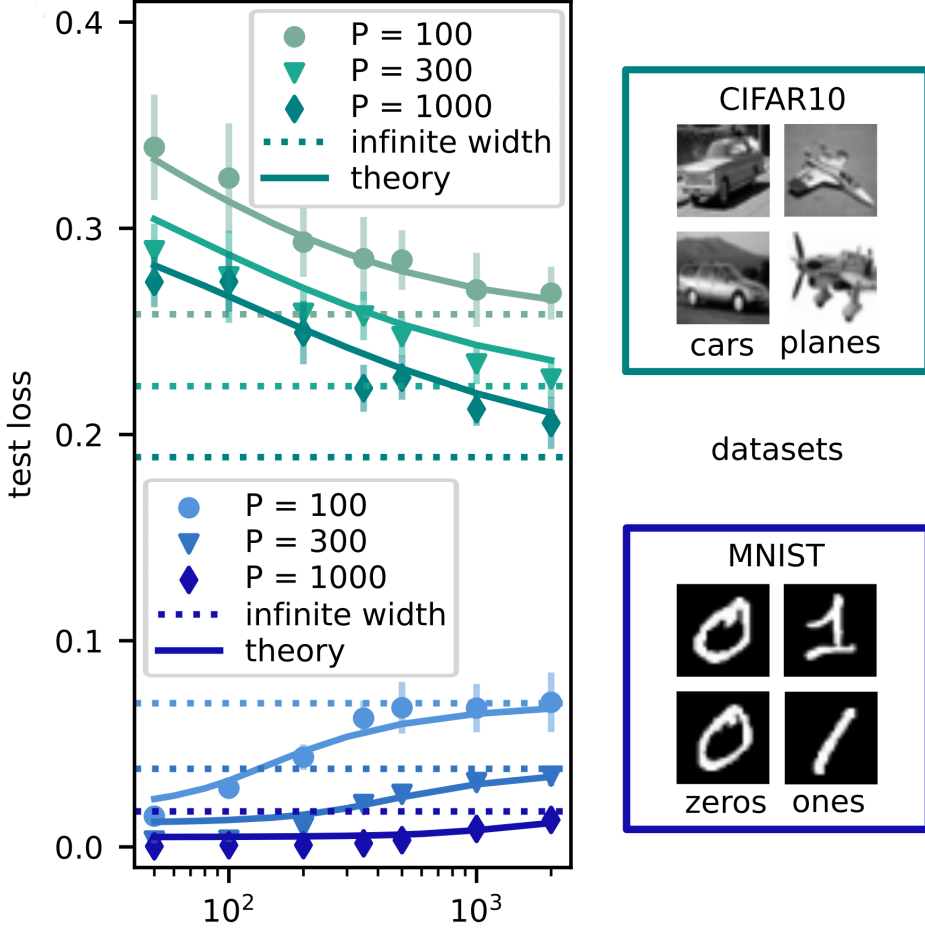 0.4
0.3
0.2
0.1
0.0
test loss
P = 100
P = 300
P = 1000
infinite width
theory
P = 100
P = 300
P = 1000
infinite width
theory
10²
10³
CIFAR10
cars planes
datasets
MNIST
zeros ones